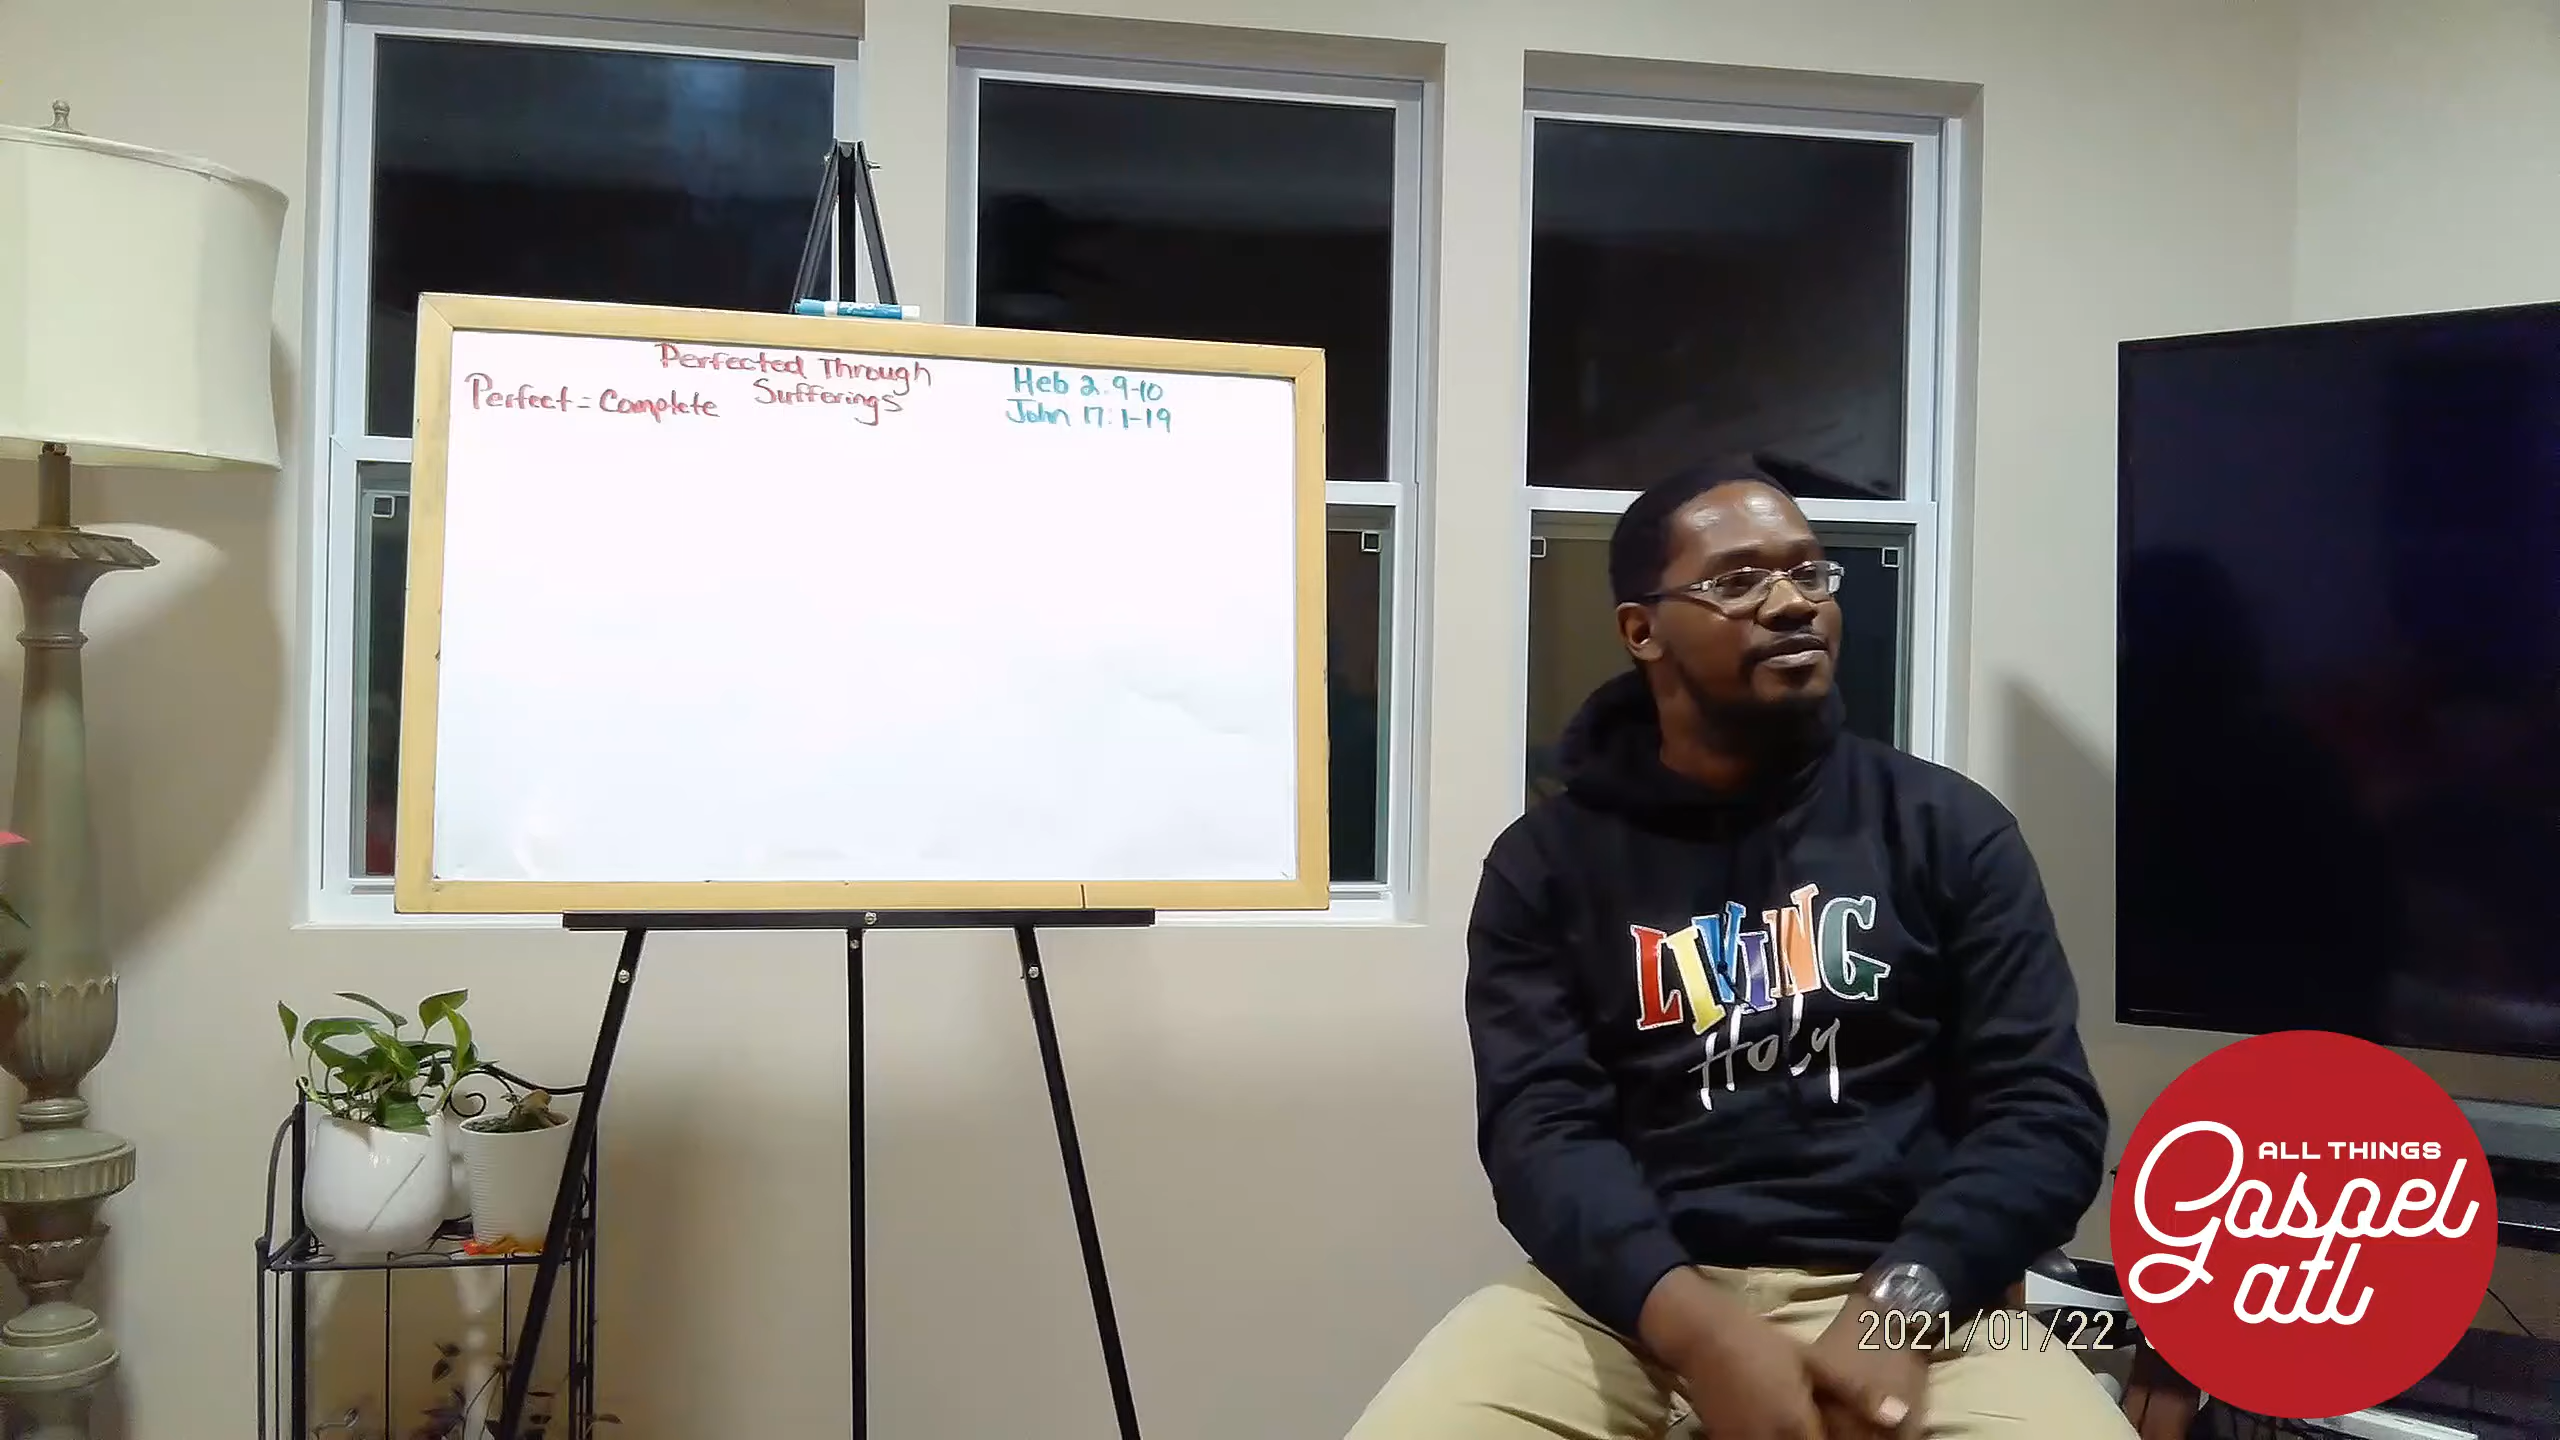 Perfected Through
Sufferings
Perfect = Complete
Heb 2:9-10
John 17:1-19
LIVING
Holy
2021/01/22
ALL THINGS
Gospel
atl